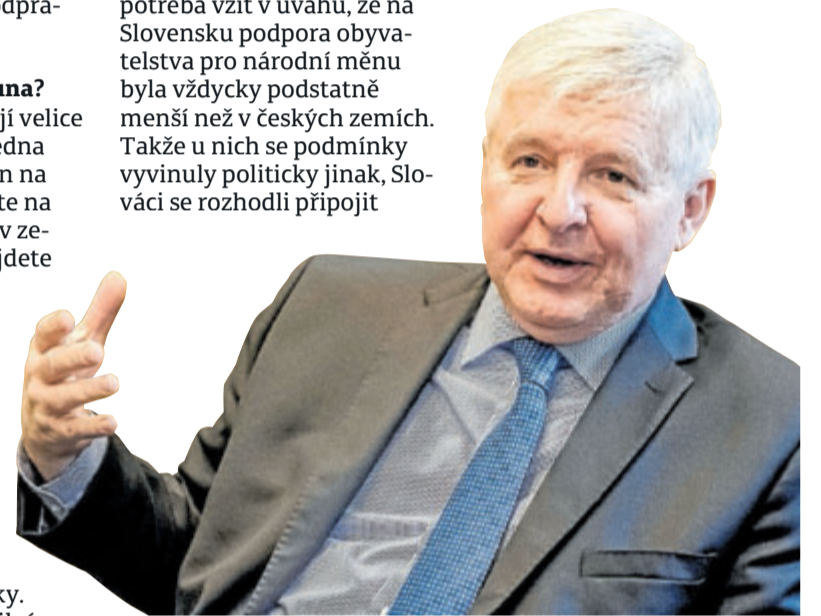 una?
jí velice
edna
n na
te na
v ze-
jdete
ky.
potřeba vzít v úvahu, že na
Slovensku podpora obyva-
telstva pro národní měnu
byla vždycky podstatně
menší než v českých zemích.
Takže u nich se podmínky
vyvinuly politicky jinak, Slo-
váci se rozhodli připojit